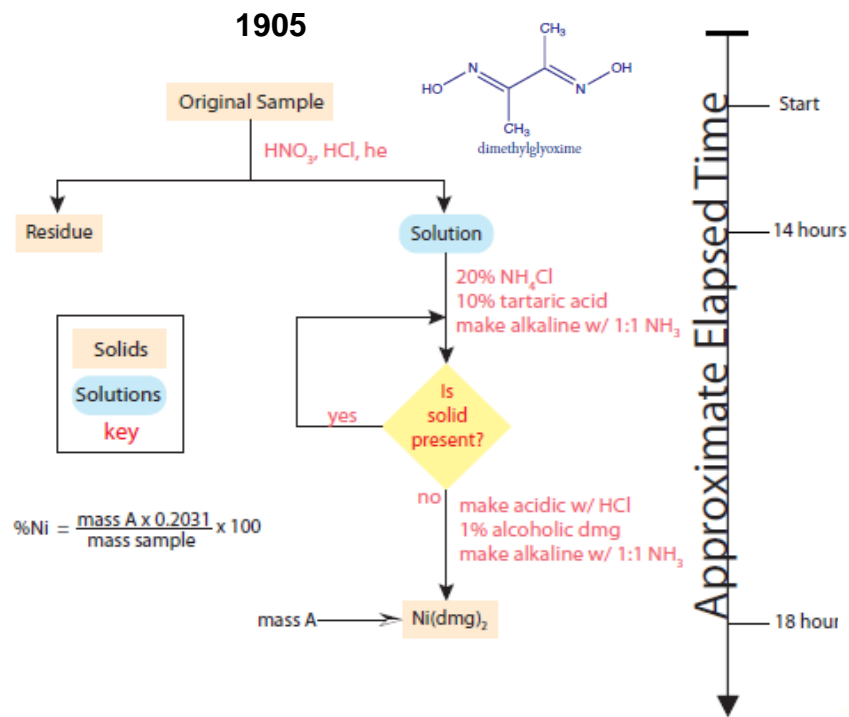 1905
CH₃
N
OH
HO
N
CH₃
dimethylglyoxime
Original Sample
HNO₃, HCl, he
Residue
Solution
20% NH₄Cl
10% tartaric acid
make alkaline w/ 1:1 NH₃
Solids
Solutions
key
Is
solid
present?
yes
no
make acidic w/ HCl
1% alcoholic dmg
make alkaline w/ 1:1 NH₃
%Ni = mass A x 0.2031 / mass sample x 100
mass A
Ni(dmg)₂
Approximate Elapsed Time
Start
14 hours
18 hour